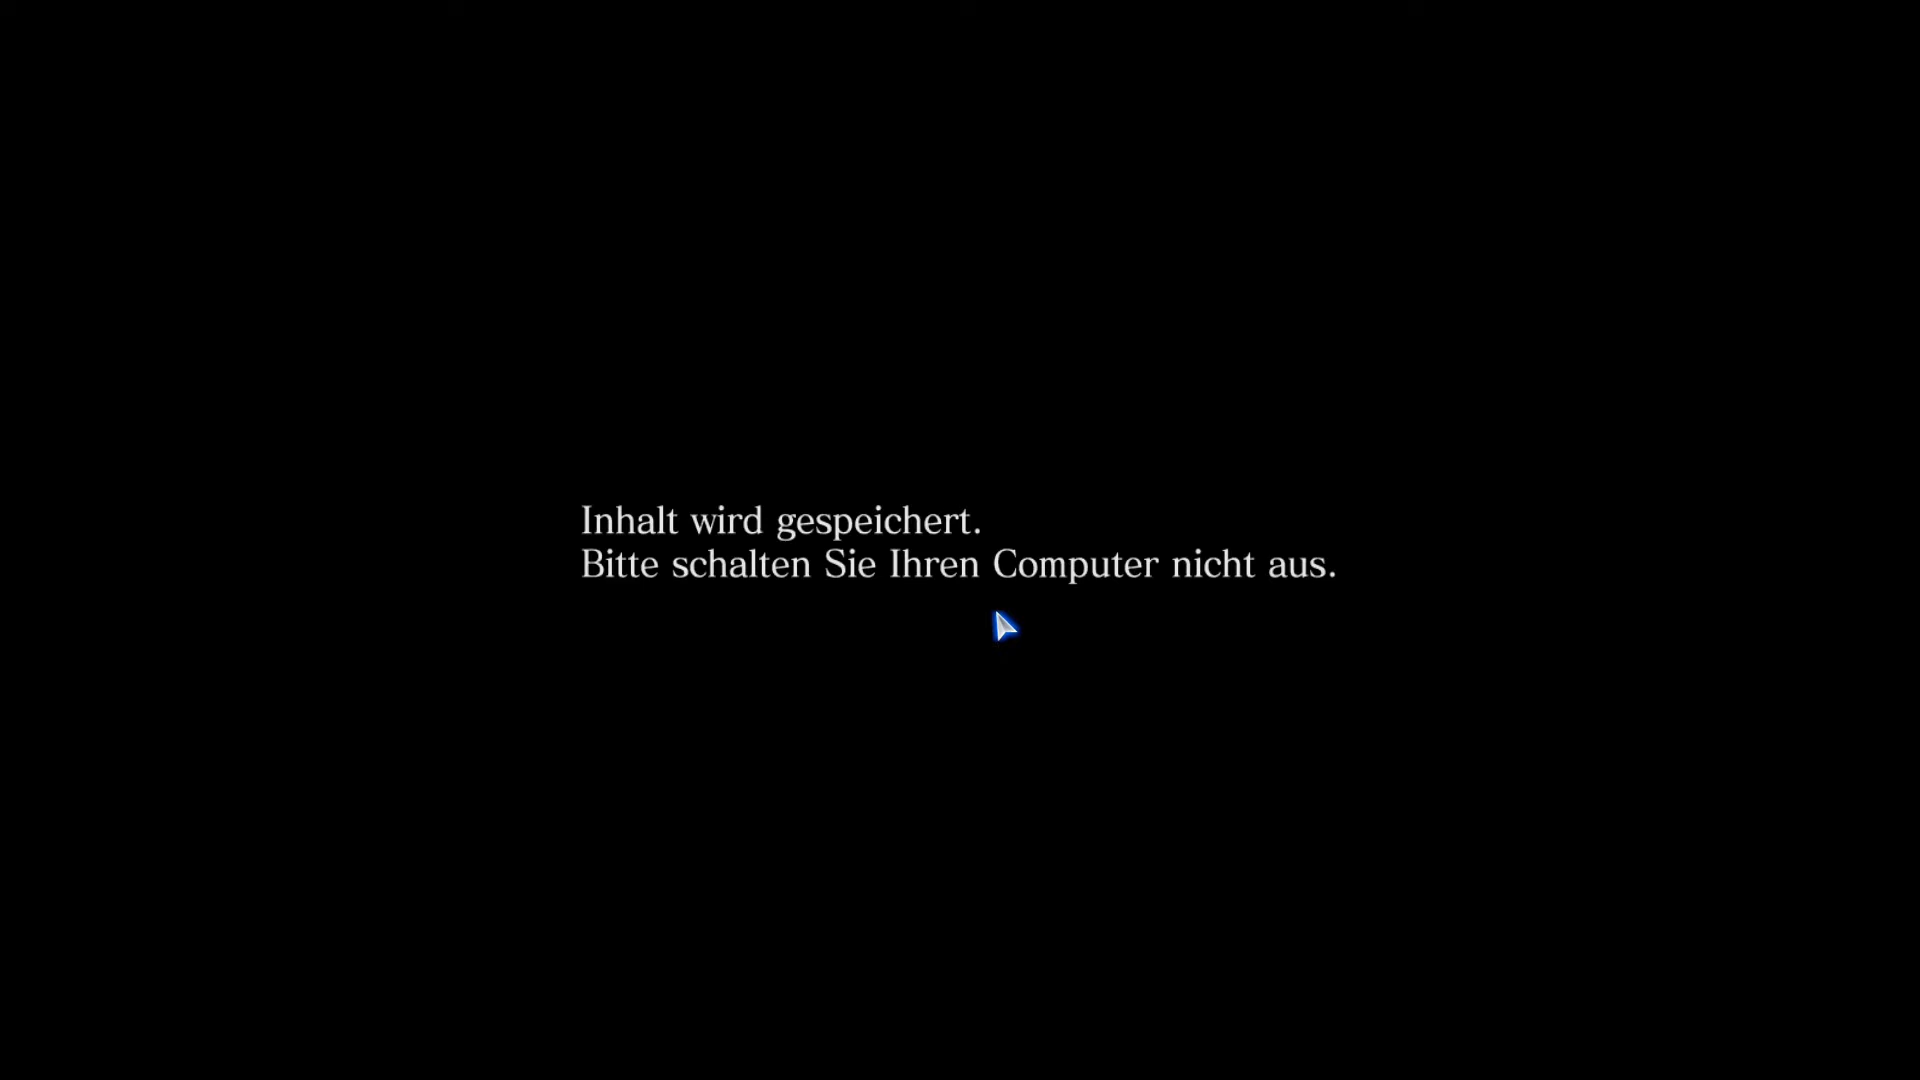 Inhalt wird gespeichert.
Bitte schalten Sie Ihren Computer nicht aus.